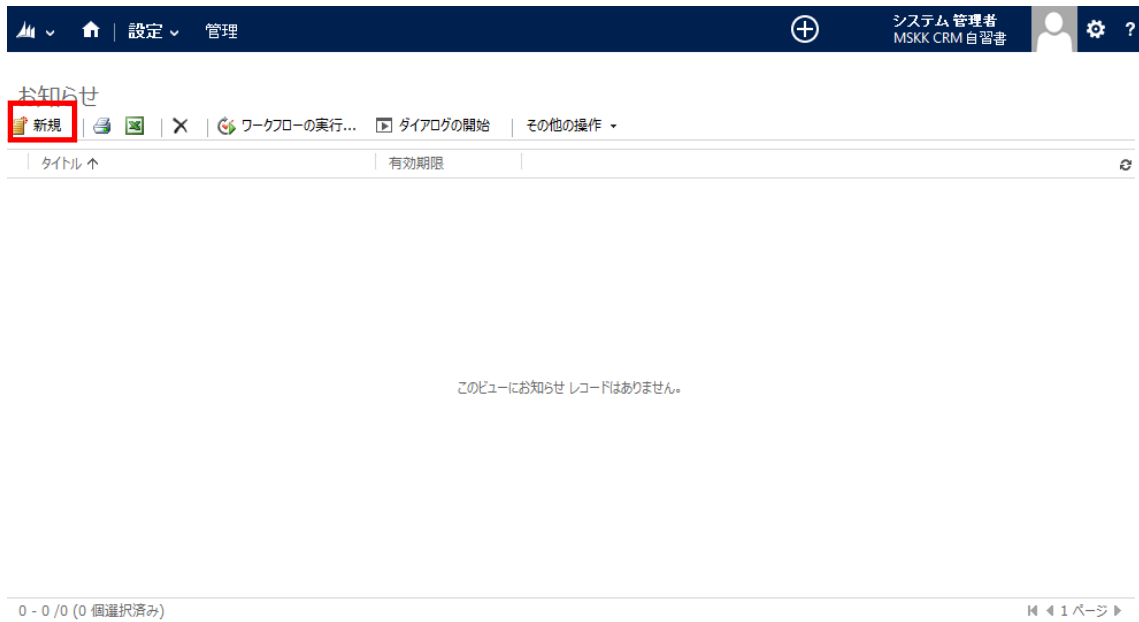 設定 管理 システム 管理者
MSKK CRM 自習書 ?
お知らせ
新規 ワークフローの実行... ダイアログの開始 その他の操作
タイトル 有効期限
このビューにお知らせ レコードはありません。
0 - 0 /0 (0 個選択済み) 1 ページ